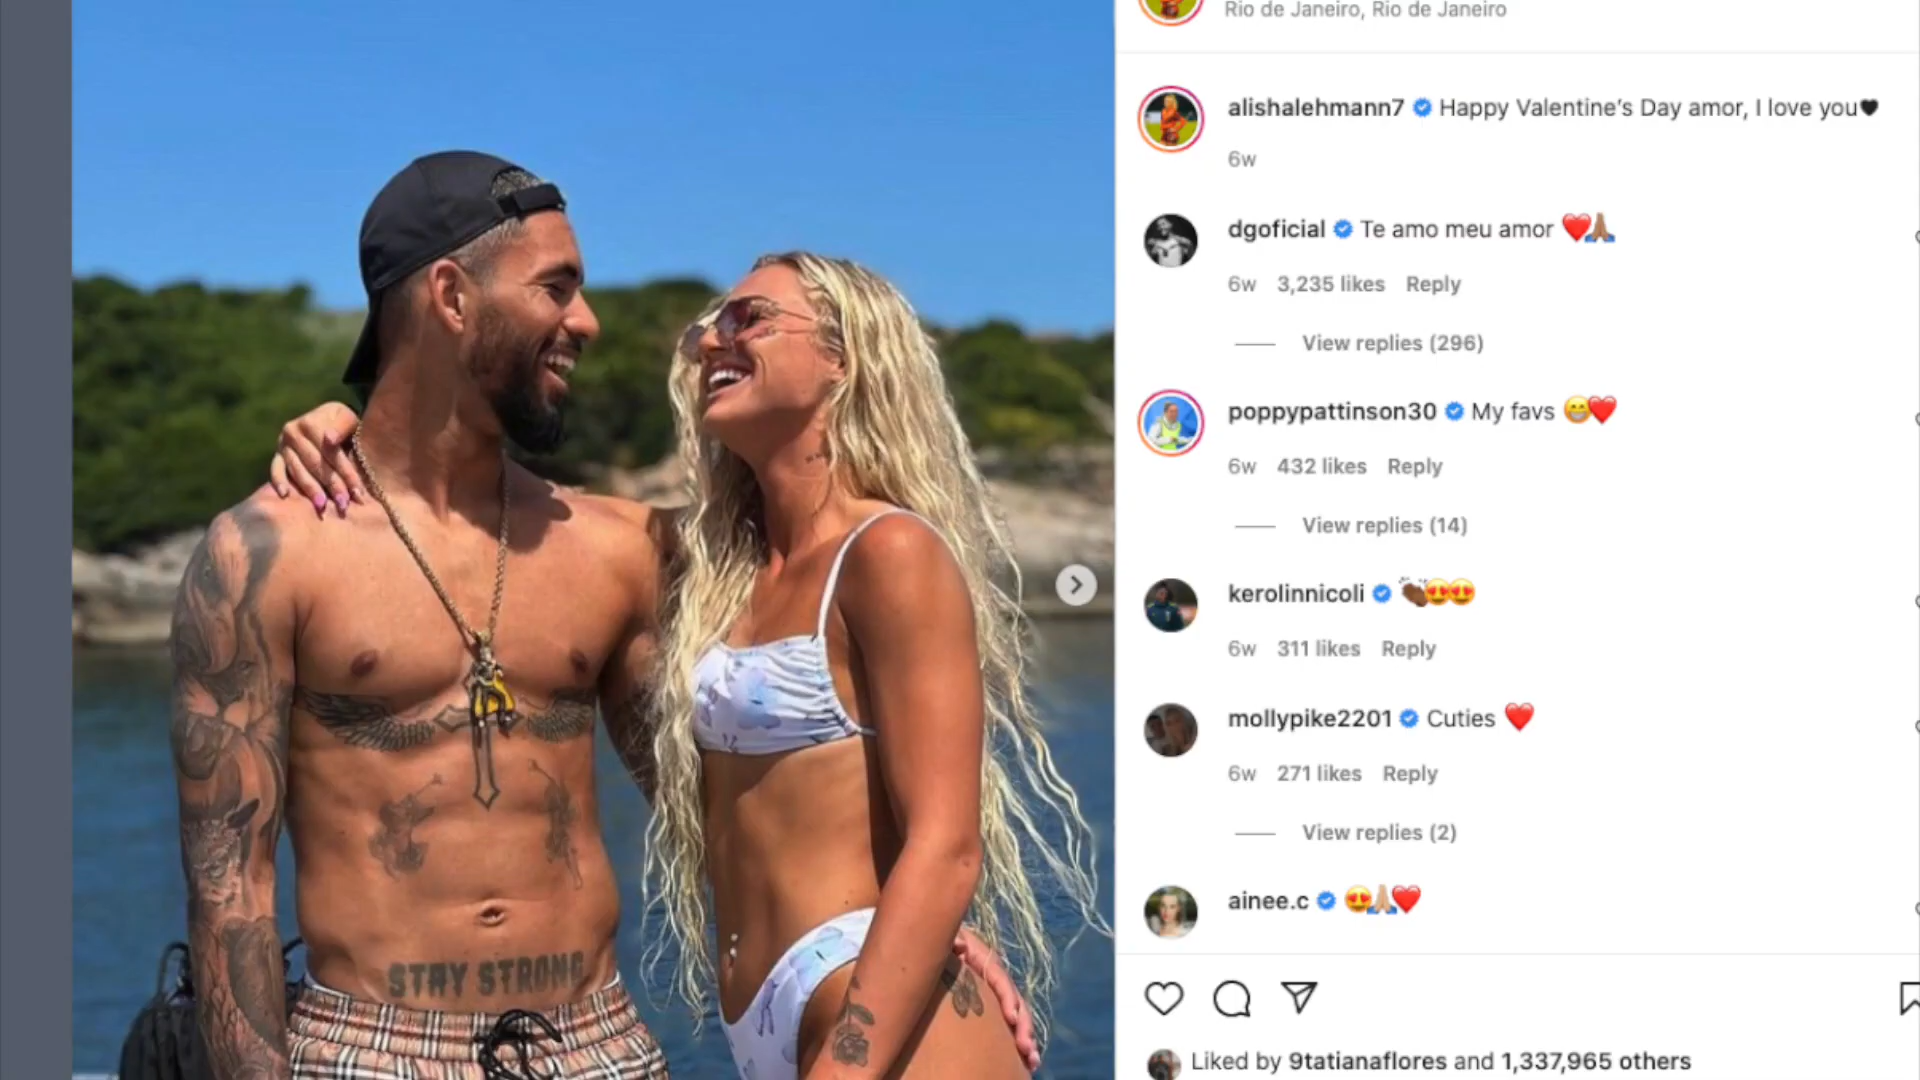 Rio de Janeiro, Rio de Janeiro
alishalehmann7 Happy Valentine's Day amor, I love you🖤
6w
dgoficial Te amo meu amor ❤️🙏🏽
6w 3,235 likes Reply
View replies (296)
poppypattinson30 My favs 😁❤️
6w 432 likes Reply
View replies (14)
kerolinnicoli 👏🏾😍😍
6w 311 likes Reply
mollypike2201 Cuties ❤️
6w 271 likes Reply
View replies (2)
ainee.c 😍🙏🏼❤️
STAY STRONG
Liked by 9tatianaflores and 1,337,965 others